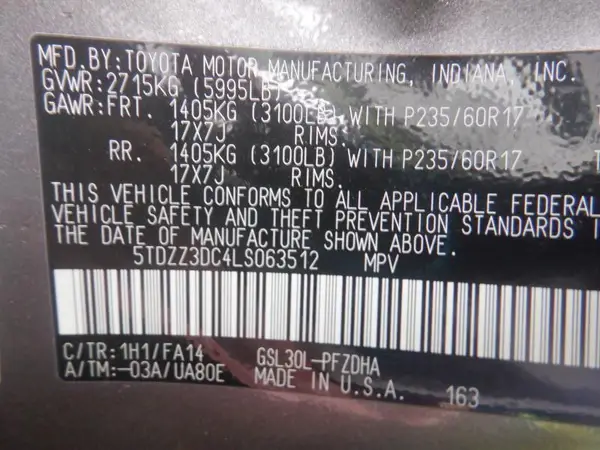 MFD.BY:TOYOTA MOTOR MANUFACTURING, INDIANA, INC.
GVWR:2715KG (5995LB)
GAWR:FRT. 1405KG (3100LB) WITH P235/60R17
17X7J RIMS.
RR. 1405KG (3100LB) WITH P235/60R17
17X7J RIMS.
THIS VEHICLE CONFORMS TO ALL APPLICABLE FEDERAL
VEHICLE SAFETY AND THEFT PREVENTION STANDARDS
THE DATE OF MANUFACTURE SHOWN ABOVE.
5TDZZ3DC4LS063512 MPV
C/TR:1H1/FA14 GSL30L-PFZDHA
A/TM:-03A/UA80E MADE IN U.S.A. 163